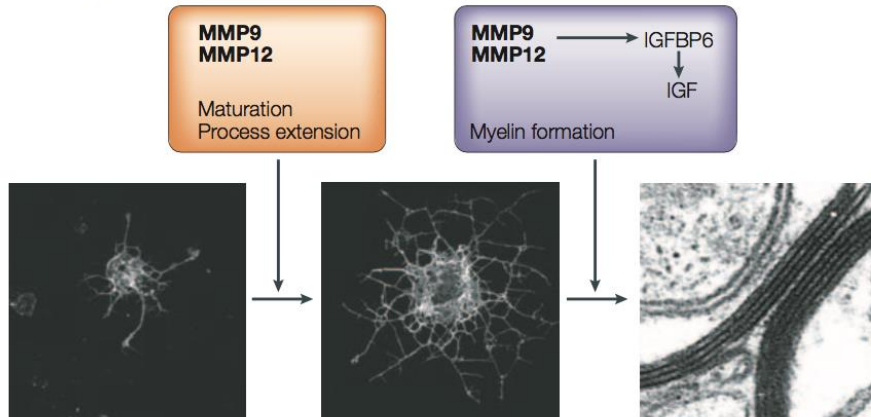 MMP9
MMP12
Maturation
Process extension
MMP9
MMP12
IGFBP6
IGF
Myelin formation